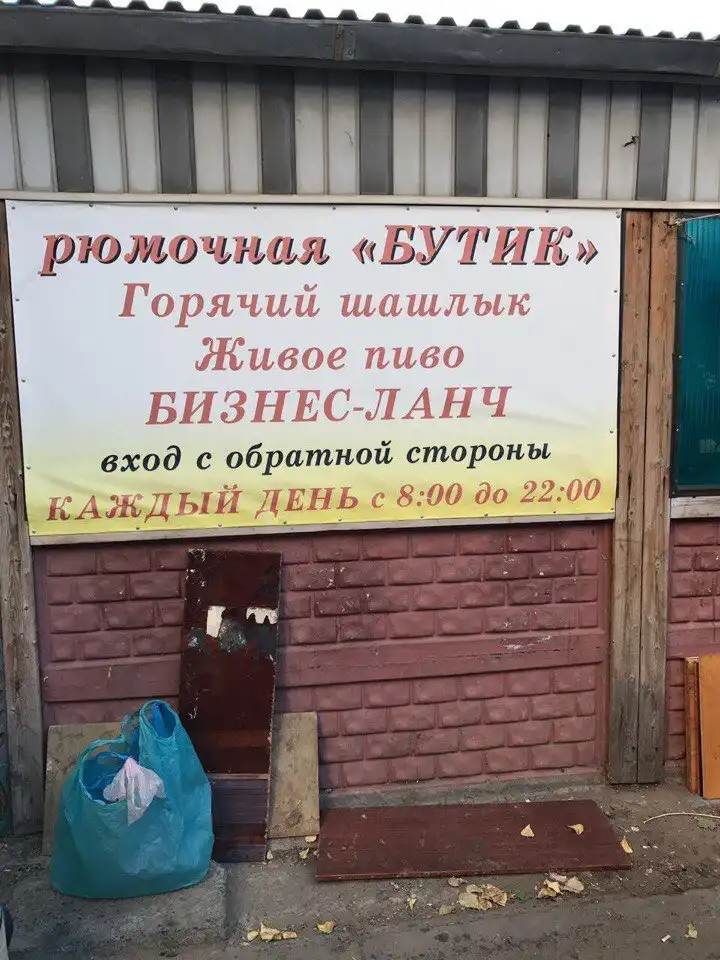 рюмочная «БУТИК»
Горячий шашлык
Живое пиво
БИЗНЕС-ЛАНЧ
вход с обратной стороны
КАЖДЫЙ ДЕНЬ с 8:00 до 22:00